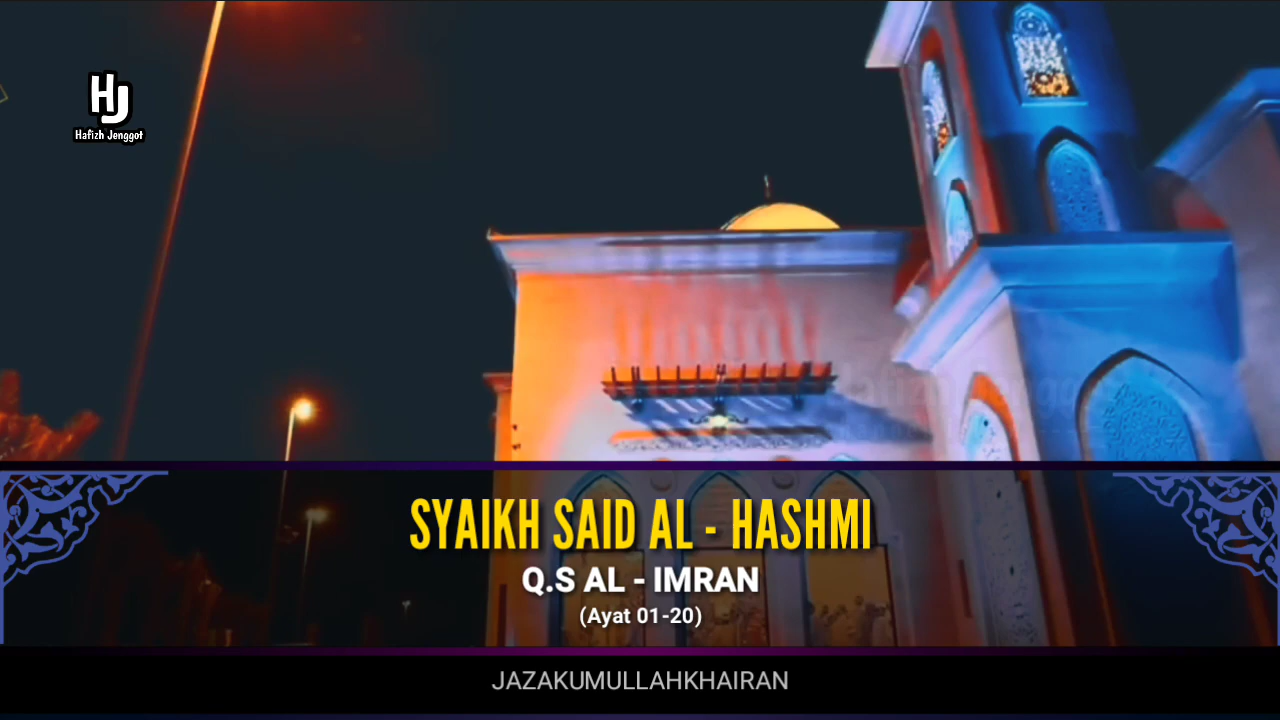 HJ
Hafizh Jenggot
SYAIKH SAID AL - HASHMI
Q.S AL - IMRAN
(Ayat 01-20)
JAZAKUMULLAHKHAIRAN